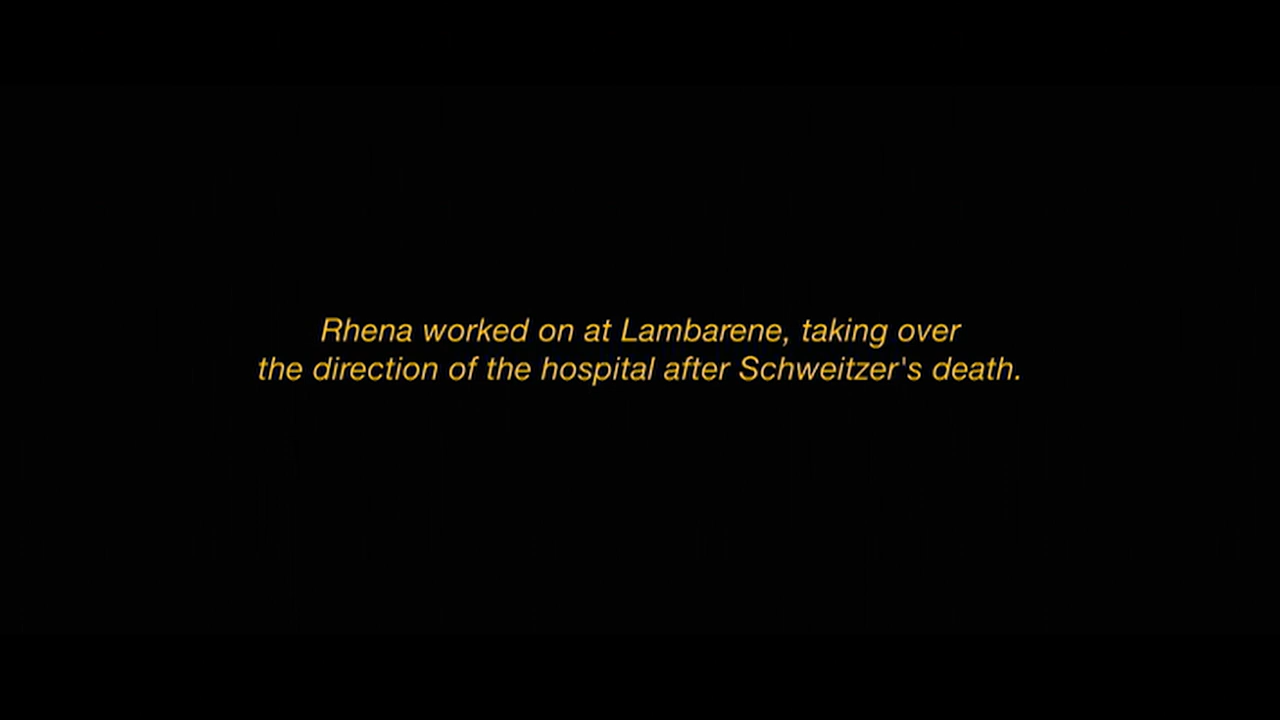 Rhena worked on at Lambarene, taking over
the direction of the hospital after Schweitzer's death.